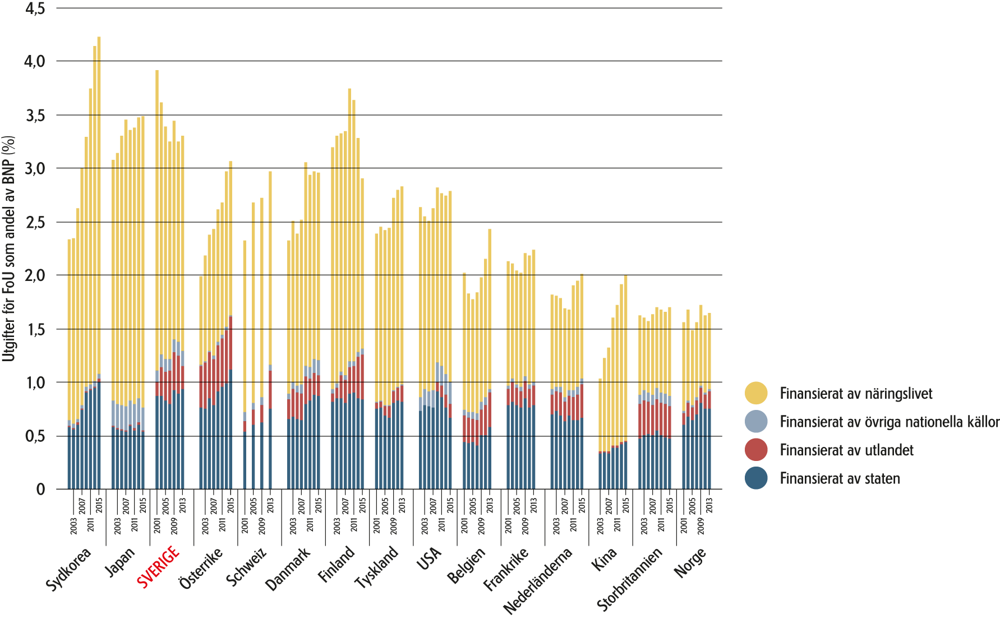 Utgifter för FoU som andel av BNP (%)
4,5
4,0
3,5
3,0
2,5
2,0
1,5
1,0
0,5
0
2003 2007 2011 2015
2003 2007 2011 2015
2001 2005 2009 2013
2003 2007 2011 2015
2001 2005 2009 2013
2003 2007 2011 2015
2003 2007 2011 2015
2001 2005 2009 2013
2003 2007 2011 2015
2001 2005 2009 2013
2001 2005 2009 2013
2003 2007 2011 2015
2003 2007 2011 2015
2003 2007 2011 2015
2001 2005 2009 2013
Sydkorea
Japan
SVERIGE
Österrike
Schweiz
Danmark
Finland
Tyskland
USA
Belgien
Frankrike
Nederländerna
Kina
Storbritannien
Norge
Finansierat av näringslivet
Finansierat av övriga nationella källor
Finansierat av utlandet
Finansierat av staten